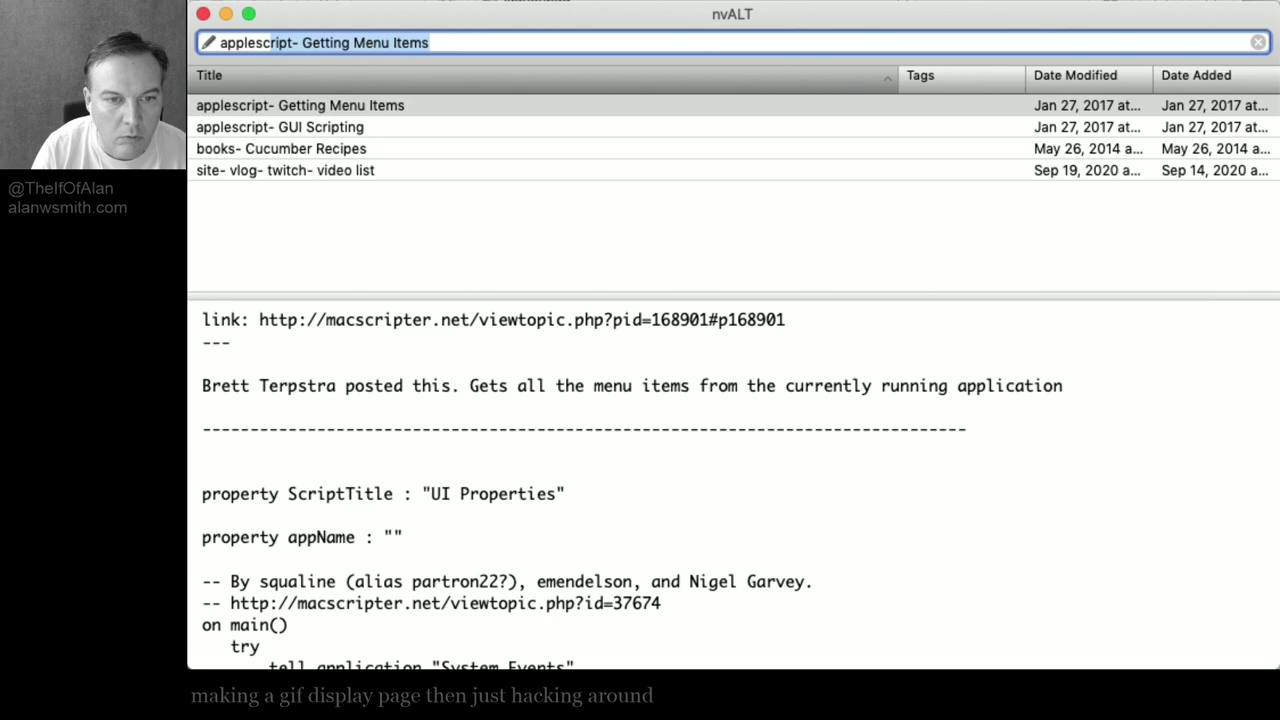 nvALT
applescript- Getting Menu Items
Title Tags Date Modified Date Added
applescript- Getting Menu Items Jan 27, 2017 at... Jan 27, 2017 at...
applescript- GUI Scripting Jan 27, 2017 at... Jan 27, 2017 at...
books- Cucumber Recipes May 26, 2014 a... May 26, 2014 a...
site- vlog- twitch- video list Sep 19, 2020 a... Sep 14, 2020 a...
@TheIfOfAlan
alanwsmith.com
link: http://macscripter.net/viewtopic.php?pid=168901#p168901
---
Brett Terpstra posted this. Gets all the menu items from the currently running application
--------------------------------------------------------------------------------
property ScriptTitle : "UI Properties"
property appName : ""
-- By squaline (alias partron22?), emendelson, and Nigel Garvey.
-- http://macscripter.net/viewtopic.php?id=37674
on main()
try
tell application "System Events"
making a gif display page then just hacking around